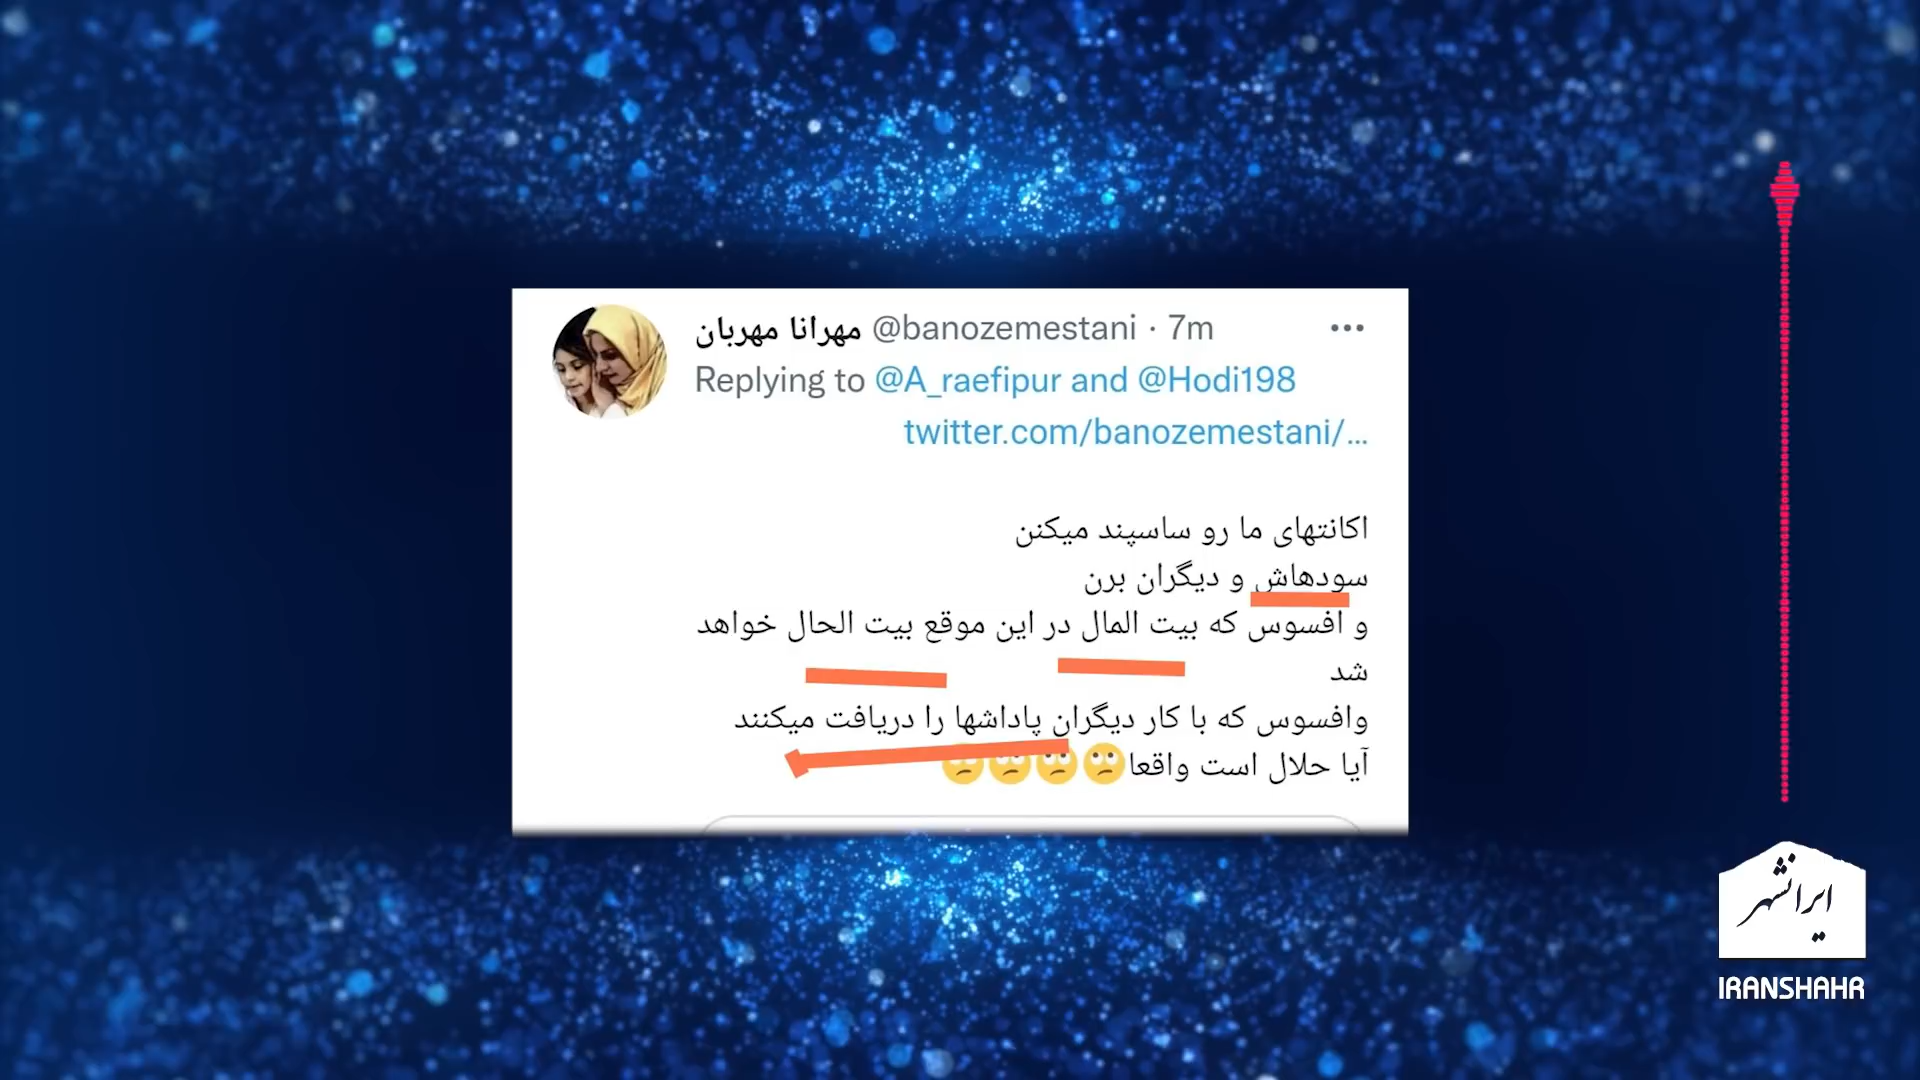 مهرانا مهربان @banozemestani · 7m
Replying to @A_raefipur and @Hodi198
twitter.com/banozemestani/...
اکانتهای ما رو ساسپند میکنن
سودهاش و دیگران برن
و افسوس که بیت المال در این موقع بیت الحال خواهد
شد
وافسوس که با کار دیگران پاداشها را دریافت میکنند
آیا حلال است واقعا🙄🙄🙄🙄
ایرانشهر
IRANSHAHR